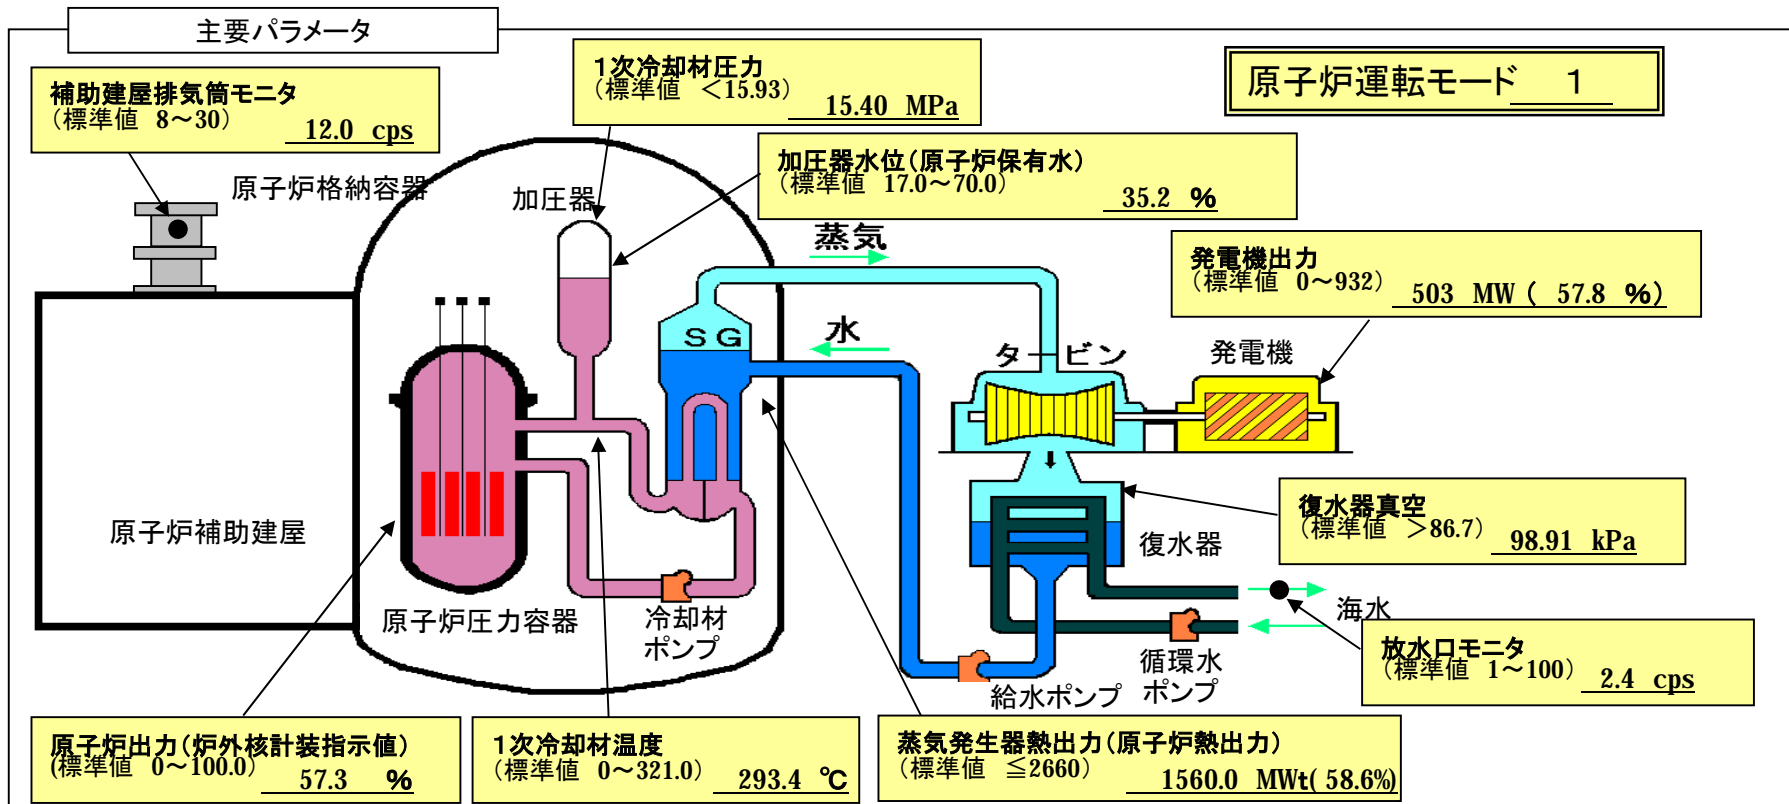 主要パラメータ
補助建屋排気筒モニタ
(標準値 8～30)
12.0 cps
1次冷却材圧力
(標準値 <15.93)
15.40 MPa
原子炉運転モード 1
加圧器水位(原子炉保有水)
(標準値 17.0～70.0)
35.2 %
原子炉格納容器
加圧器
蒸気
発電機出力
(標準値 0～932)
503 MW ( 57.8 %)
水
SG
タービン
発電機
復水器真空
(標準値 >86.7)
98.91 kPa
原子炉補助建屋
復水器
海水
原子炉圧力容器
冷却材
ポンプ
循環水
ポンプ
給水ポンプ
放水口モニタ
(標準値 1～100)
2.4 cps
原子炉出力(炉外核計装指示値)
(標準値 0～100.0)
57.3 %
1次冷却材温度
(標準値 0～321.0)
293.4 ℃
蒸気発生器熱出力(原子炉熱出力)
(標準値 ≦2660)
1560.0 MWt( 58.6%)